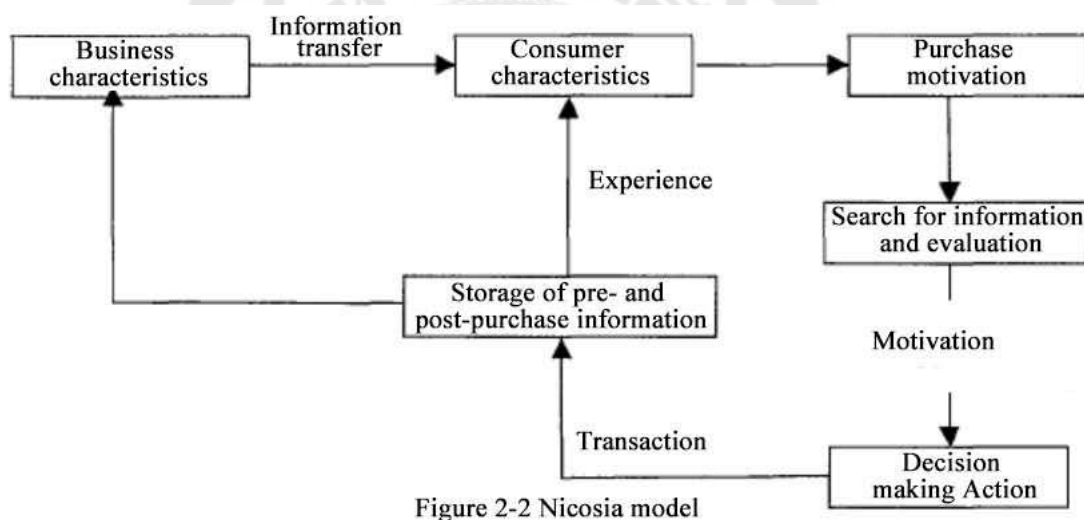 Information
transfer
Business
characteristics
Consumer
characteristics
Purchase
motivation
Experience
Search for information
and evaluation
Storage of pre- and
post-purchase information
Motivation
Transaction
Decision
making Action
Figure 2-2 Nicosia model